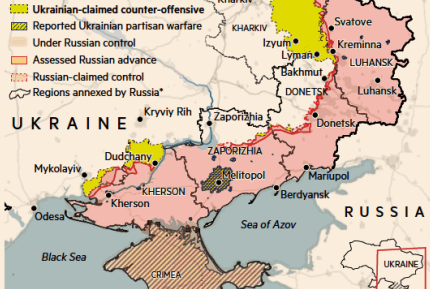 Kharkiv
Ukrainian-claimed counter-offensive
Reported Ukrainian partisan warfare
Under Russian control
Assessed Russian advance
Russian-claimed control
Regions annexed by Russia*
KHARKIV
Svatove
Izyum
Kreminna
Lyman
LUHANSK
Bakhmut
DONETSK
Luhansk
Kryviy Rih
Zaporizhia
Donetsk
UKRAINE
Dudchany
ZAPORIZHIA
Mykolayiv
Melitopol
Mariupol
KHERSON
Berdyansk
Kherson
Odesa
RUSSIA
Sea of Azov
Black Sea
UKRAINE
CRIMEA